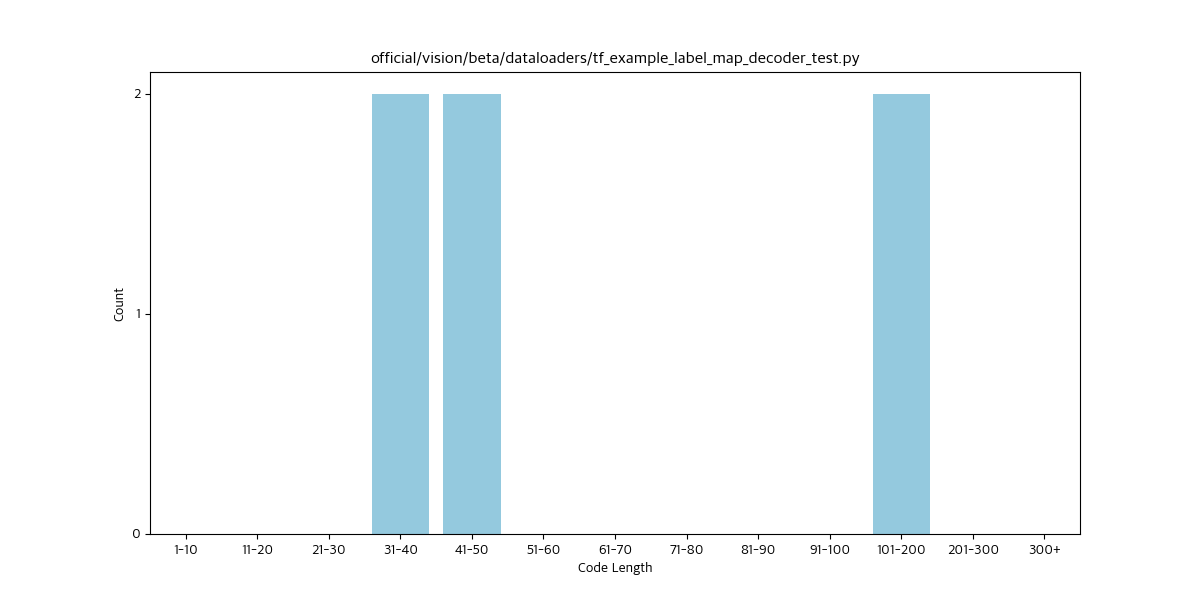 official/vision/beta/dataloaders/tf_example_label_map_decoder_test.py
2
1
0
Count
1-10 11-20 21-30 31-40 41-50 51-60 61-70 71-80 81-90 91-100 101-200 201-300 300+
Code Length